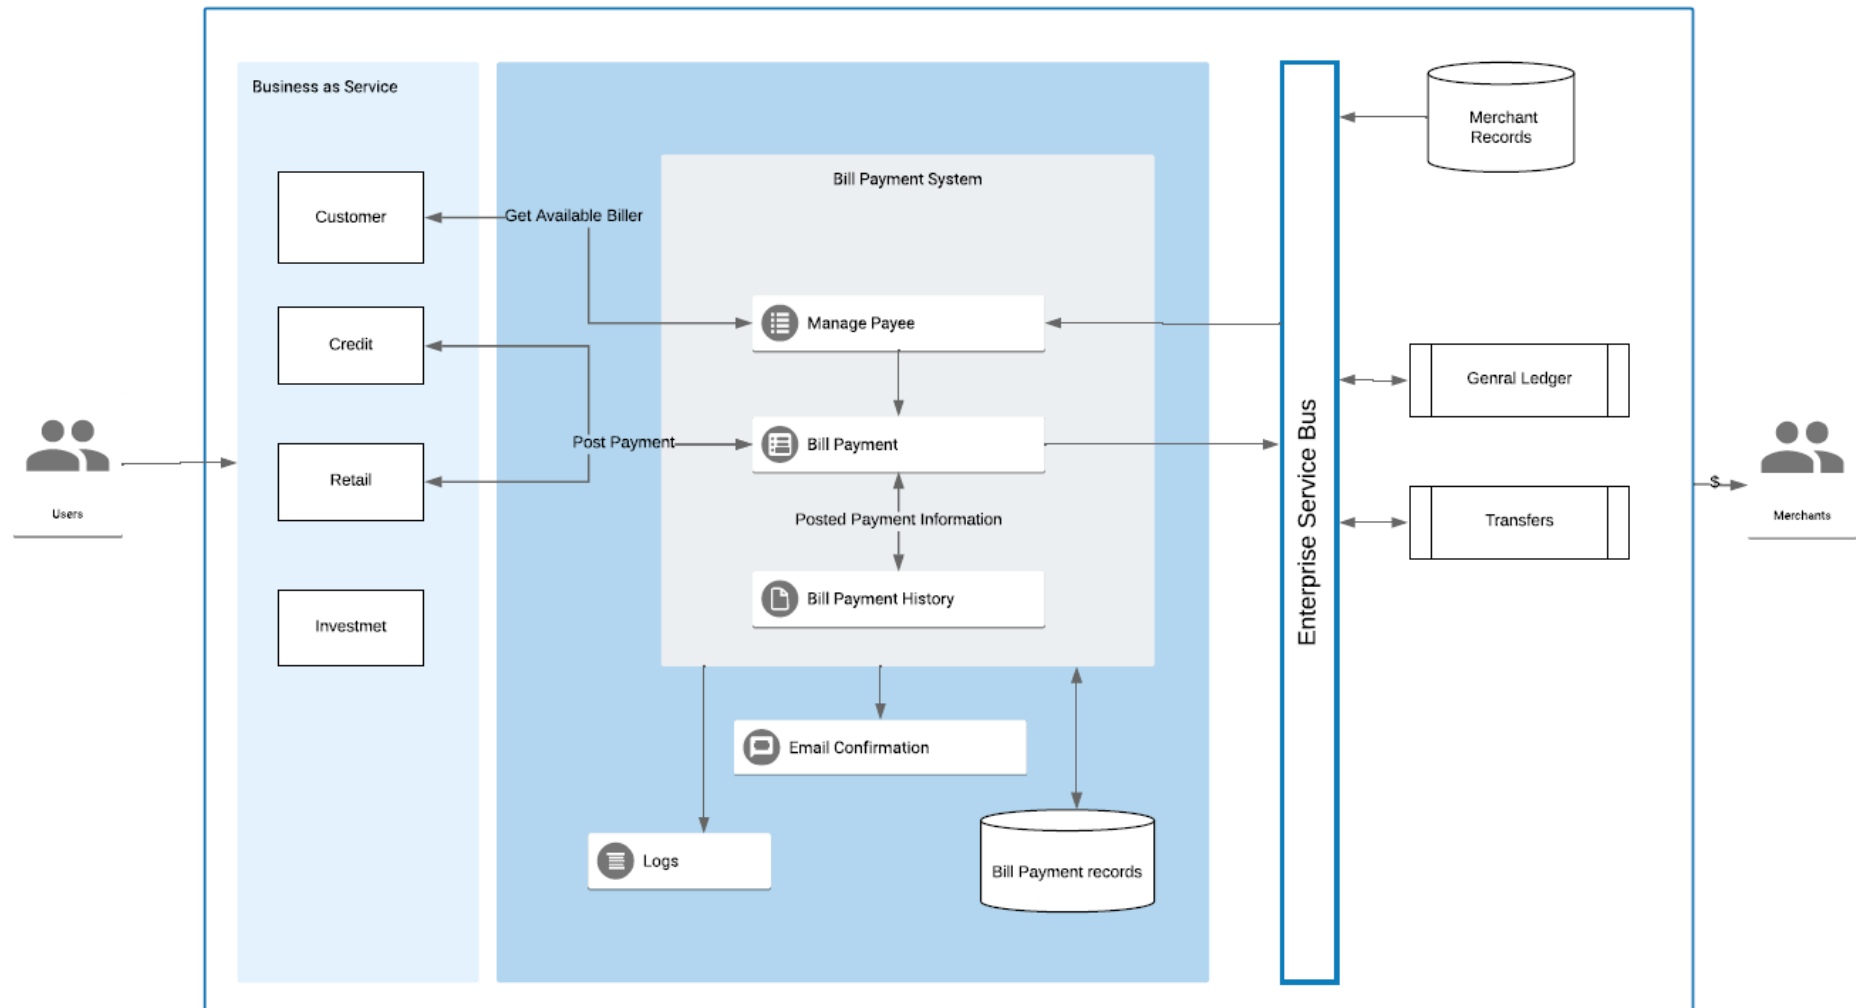 Business as Service
Customer
Credit
Retail
Investmet
Users
Get Available Biller
Post Payment
Bill Payment System
Manage Payee
Bill Payment
Posted Payment Information
Bill Payment History
Email Confirmation
Logs
Bill Payment records
Enterprise Service Bus
Merchant
Records
Genral Ledger
Transfers
$
Merchants